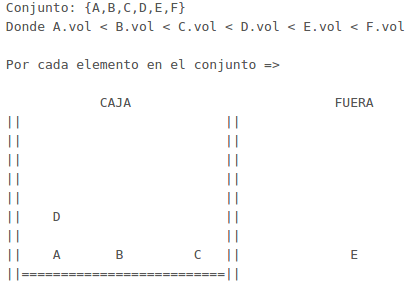 Conjunto: {A,B,C,D,E,F}
Donde A.vol < B.vol < C.vol < D.vol < E.vol < F.vol
Por cada elemento en el conjunto =>
CAJA FUERA
|| ||
|| ||
|| ||
|| ||
|| ||
|| D ||
|| ||
|| A B C || E
||==========================||